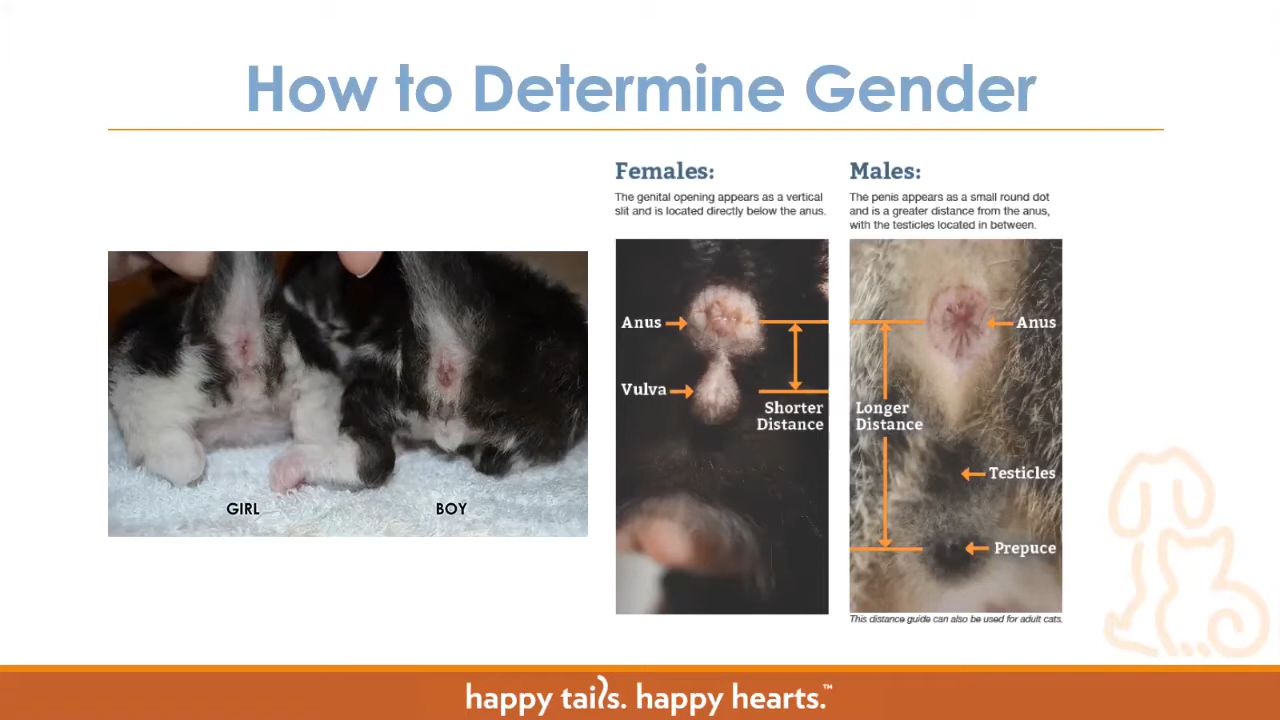 How to Determine Gender
Females:
The genital opening appears as a vertical
slit and is located directly below the anus.
Anus
Vulva
Shorter
Distance
Males:
The penis appears as a small round dot
and is a greater distance from the anus,
with the testicles located in between.
Anus
Longer
Distance
Testicles
Prepuce
This distance guide can also be used for adult cats.
GIRL
BOY
happy tails. happy hearts.™